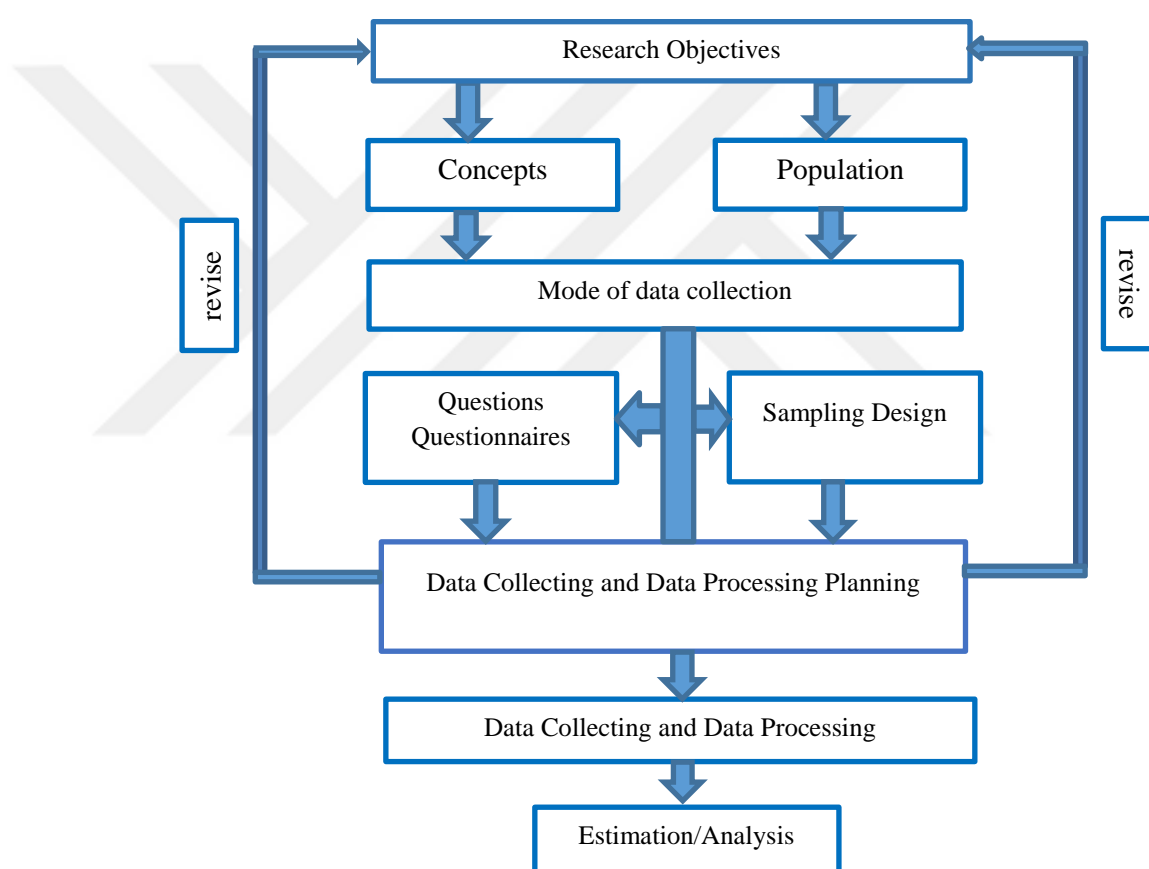 Research Objectives
Concepts
Population
revise
revise
Mode of data collection
Questions
Questionnaires
Sampling Design
Data Collecting and Data Processing Planning
Data Collecting and Data Processing
Estimation/Analysis